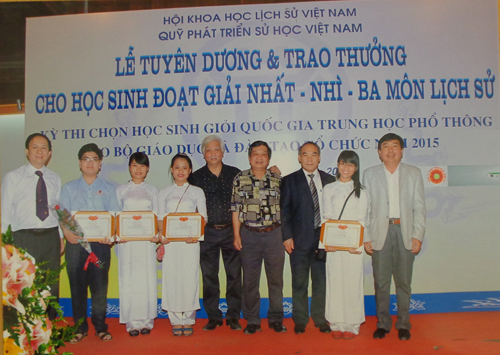 HỘI KHOA HỌC LỊCH SỬ VIỆT NAM
QUỸ PHÁT TRIỂN SỬ HỌC VIỆT NAM
LỄ TUYÊN DƯƠNG & TRAO THƯỞNG
CHO HỌC SINH ĐOẠT GIẢI NHẤT - NHÌ - BA MÔN LỊCH SỬ
KỲ THI CHỌN HỌC SINH GIỎI QUỐC GIA TRUNG HỌC PHỔ THÔNG
BỘ GIÁO DỤC VÀ ĐÀO TẠO TỔ CHỨC NĂM 2015